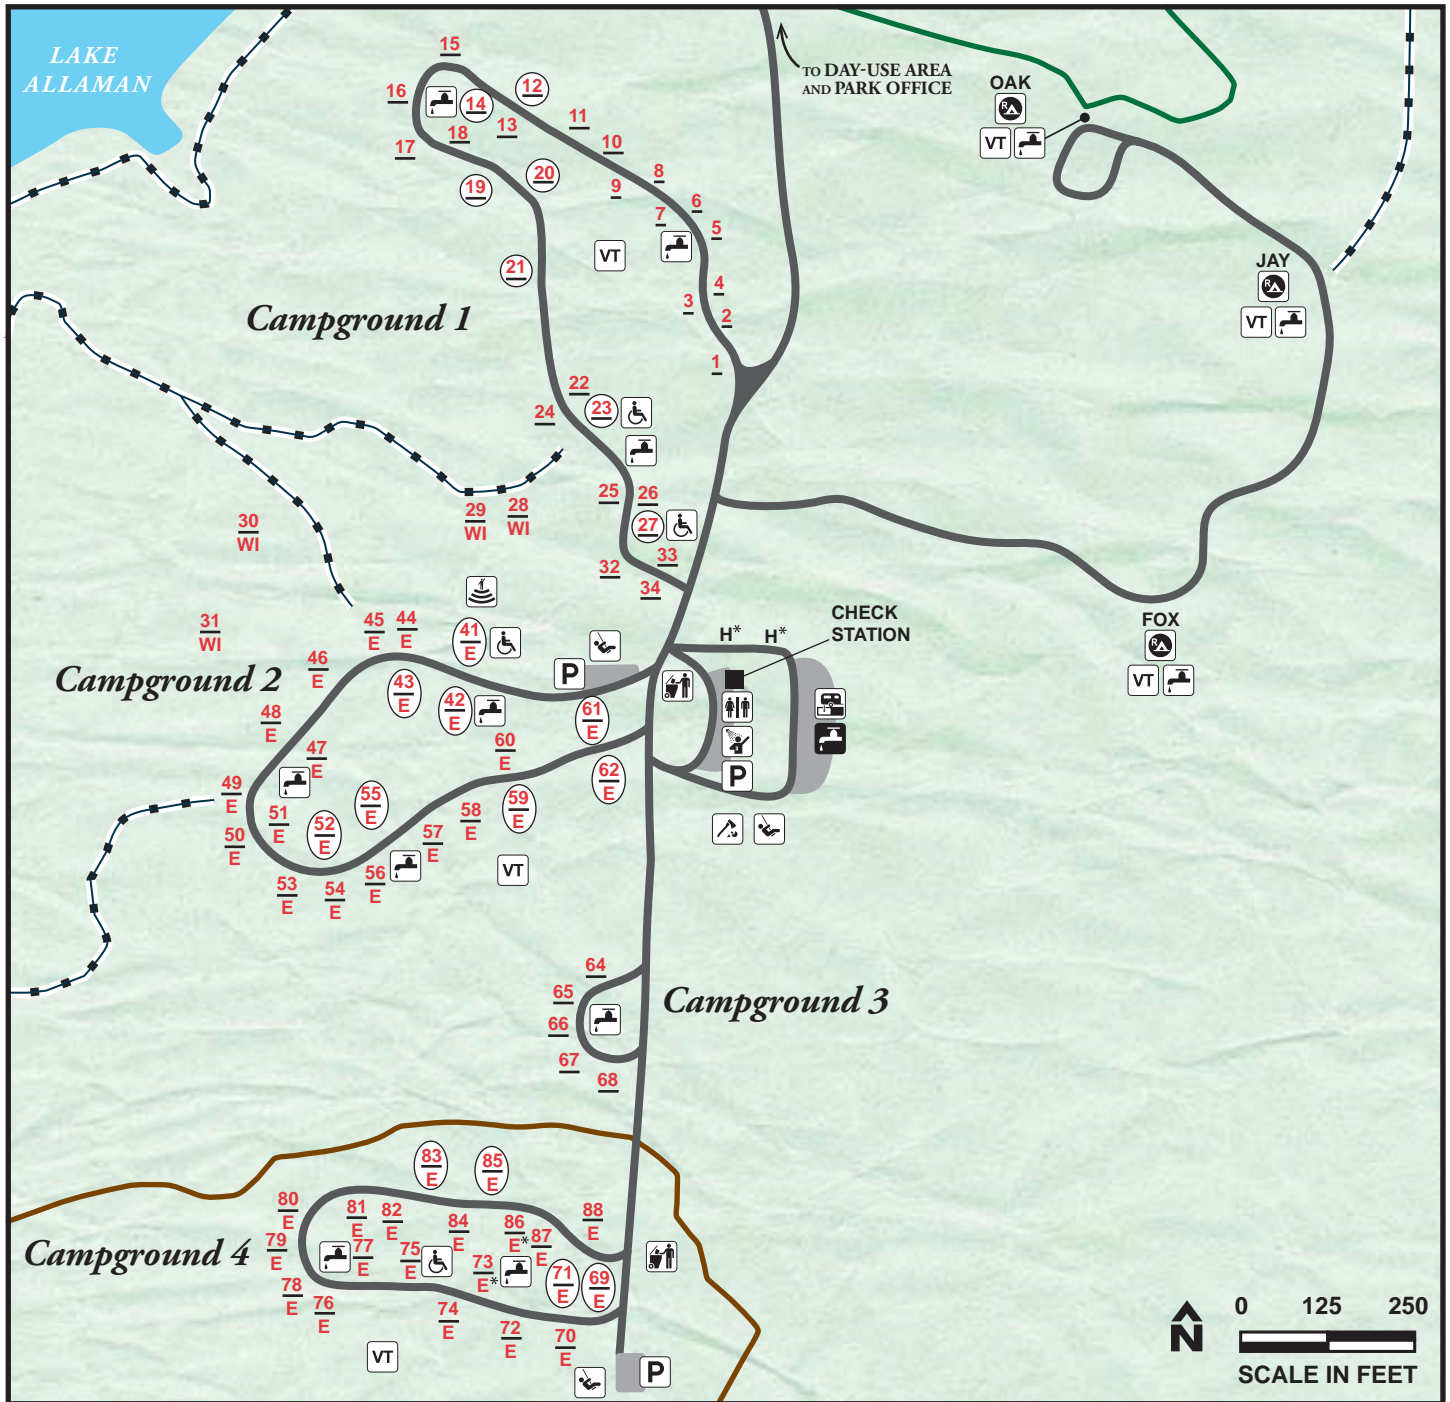 LAKE
ALLAMAN
TO DAY-USE AREA
AND PARK OFFICE
OAK
R
VT
JAY
R
VT
15
16
14
12
13
11
18
17
10
20
19
9
8
7
6
5
VT
21
4
3
2
Campground 1
1
22
23
24
25
26
27
28
WI
29
WI
30
WI
33
32
34
31
WI
45
E
44
E
41
E
H*
H*
CHECK
STATION
FOX
R
VT
46
E
Campground 2
43
E
42
E
P
61
E
48
E
47
E
60
E
62
E
P
49
E
51
E
55
E
52
E
50
E
59
E
58
E
57
E
56
E
VT
53
E
54
E
64
65
66
67
68
Campground 3
83
E
85
E
80
E
81
E
82
E
84
E
86
E*
87
E
88
E
79
E
Campground 4
77
E
75
E
73
E*
71
E
69
E
78
E
76
E
74
E
72
E
70
E
VT
P
N
0 125 250
SCALE IN FEET